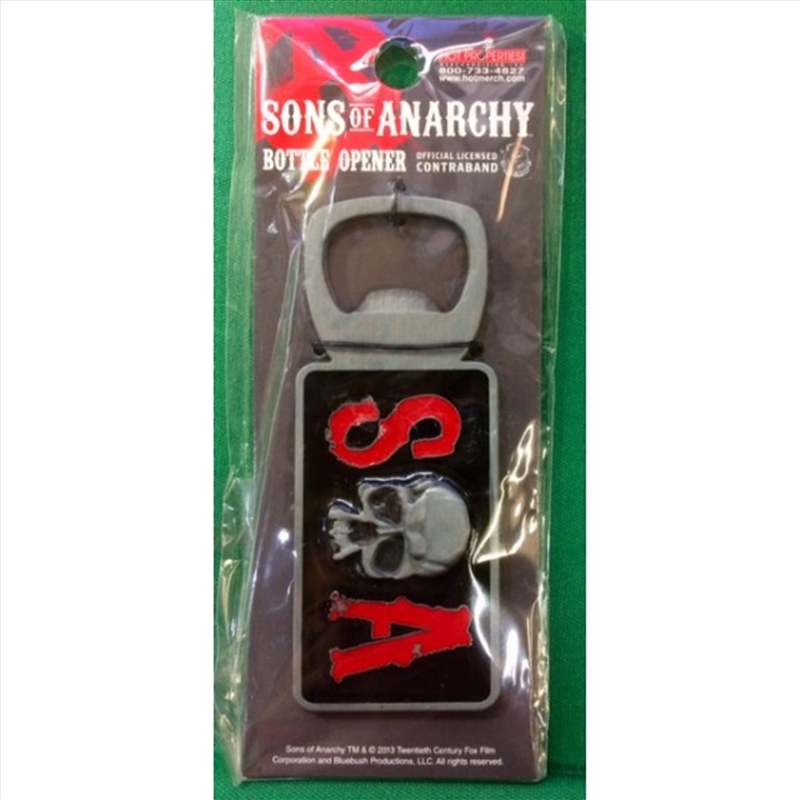 HOT PROPERTIES!
800-733-4827
www.hotmerch.com
SONS OF ANARCHY
BOTTLE OPENER
OFFICIAL LICENSED
CONTRABAND
S
A
Sons of Anarchy TM & © 2013 Twentieth Century Fox Film
Corporation and Bluebush Productions, LLC. All rights reserved.